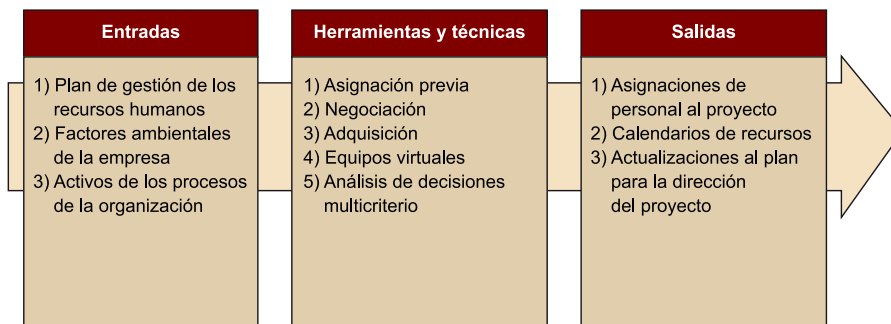 Entradas
1) Plan de gestión de los
recursos humanos
2) Factores ambientales
de la empresa
3) Activos de los procesos
de la organización
Herramientas y técnicas
1) Asignación previa
2) Negociación
3) Adquisición
4) Equipos virtuales
5) Análisis de decisiones
multicriterio
Salidas
1) Asignaciones de
personal al proyecto
2) Calendarios de recursos
3) Actualizaciones al plan
para la dirección
del proyecto